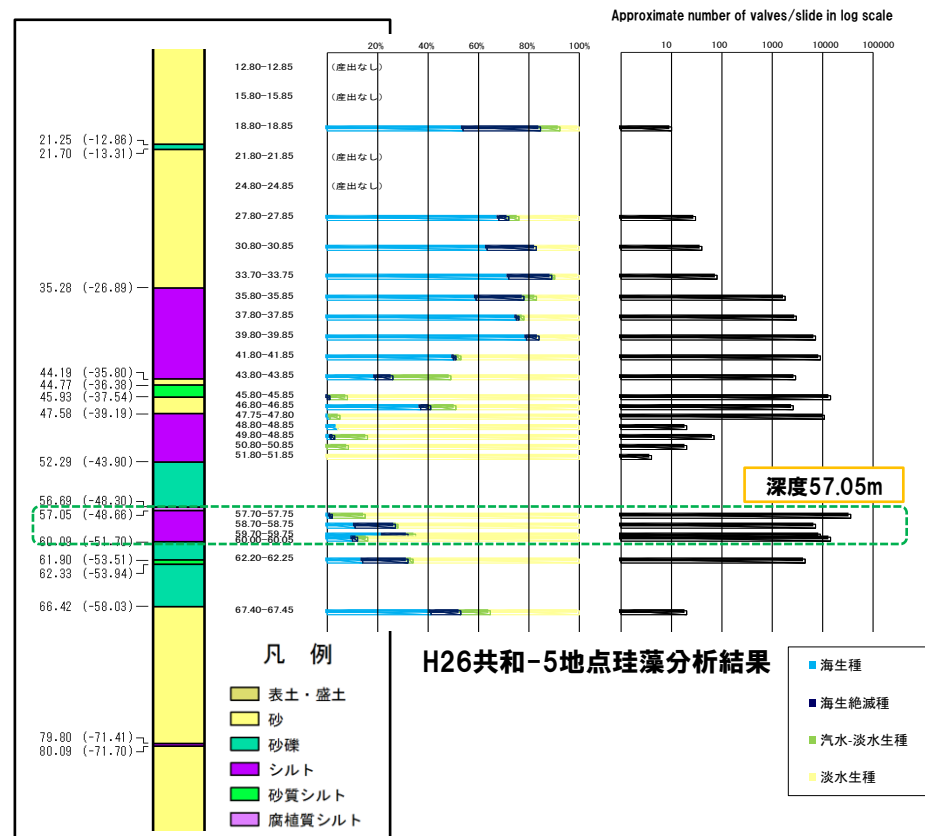 Approximate number of valves/slide in log scale
20% 40% 60% 80% 100%
10 100 1000 10000 100000
12.80-12.85 (産出なし)
15.80-15.85 (産出なし)
18.80-18.85
21.25 (-12.86)
21.70 (-13.31)
21.80-21.85 (産出なし)
24.80-24.85 (産出なし)
27.80-27.85
30.80-30.85
33.70-33.75
35.28 (-26.89)
35.80-35.85
37.80-37.85
39.80-39.85
41.80-41.85
44.19 (-35.80)
43.80-43.85
44.77 (-36.38)
45.93 (-37.54)
45.80-45.85
46.80-46.85
47.58 (-39.19)
47.75-47.80
48.80-48.85
49.80-48.85
50.80-50.85
51.80-51.85
52.29 (-43.90)
深度57.05m
56.69 (-48.30)
57.05 (-48.66)
57.70-57.75
58.70-58.75
59.70-59.75
60.09 (-51.70)
60.00-60.05
61.90 (-53.51)
62.20-62.25
62.33 (-53.94)
66.42 (-58.03)
67.40-67.45
凡 例
H26共和-5地点珪藻分析結果
表土・盛土
砂
砂礫
シルト
砂質シルト
腐植質シルト
79.80 (-71.41)
80.09 (-71.70)
海生種
海生絶滅種
汽水-淡水生種
淡水生種